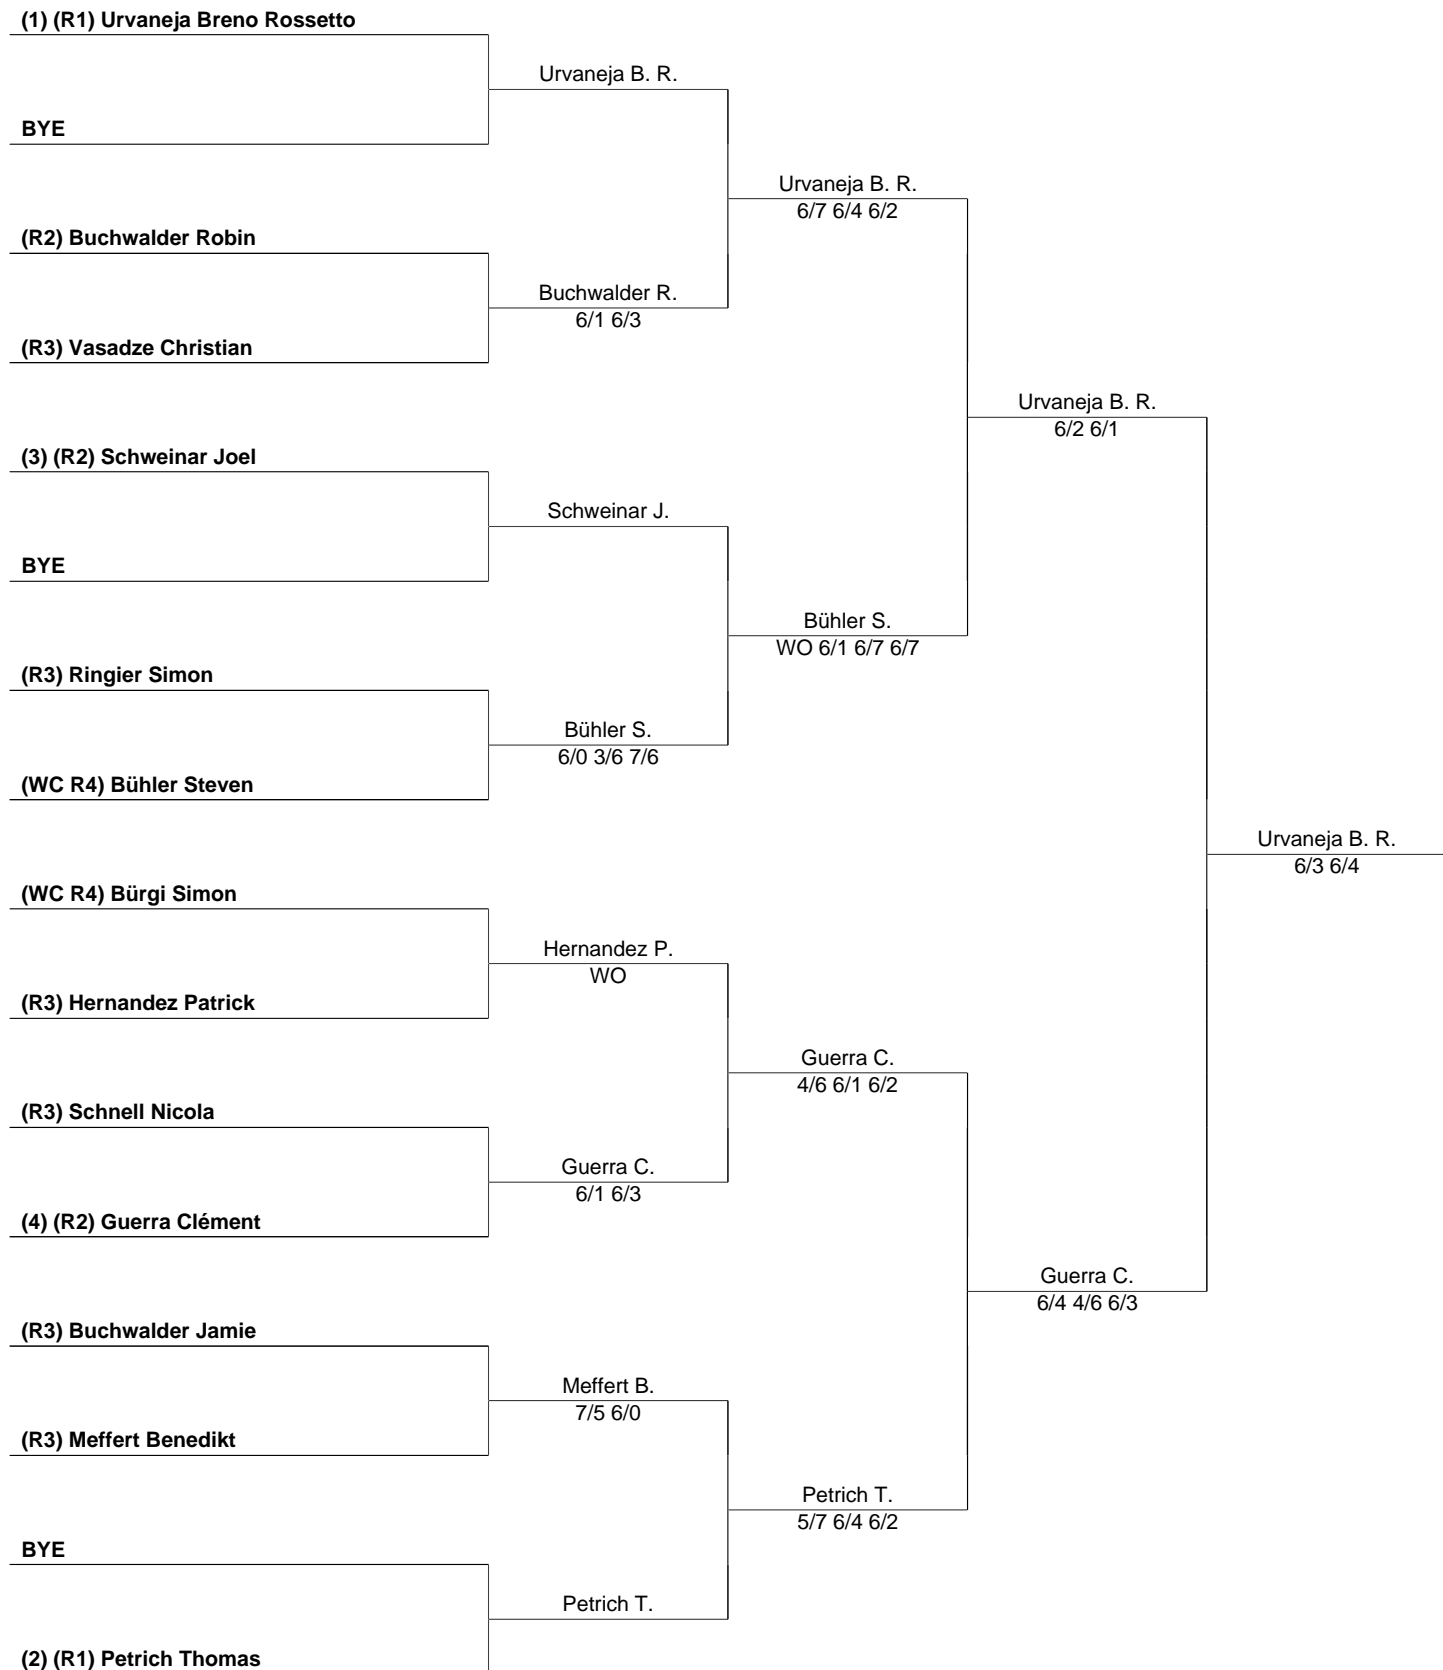 (1) (R1) Urvaneja Breno Rossetto
Urvaneja B. R.
BYE
Urvaneja B. R.
6/7 6/4 6/2
(R2) Buchwalder Robin
Buchwalder R.
6/1 6/3
(R3) Vasadze Christian
Urvaneja B. R.
6/2 6/1
(3) (R2) Schweinar Joel
Schweinar J.
BYE
Bühler S.
WO 6/1 6/7 6/7
(R3) Ringier Simon
Bühler S.
6/0 3/6 7/6
(WC R4) Bühler Steven
Urvaneja B. R.
6/3 6/4
(WC R4) Bürgi Simon
Hernandez P.
WO
(R3) Hernandez Patrick
Guerra C.
4/6 6/1 6/2
(R3) Schnell Nicola
Guerra C.
6/1 6/3
(4) (R2) Guerra Clément
Guerra C.
6/4 4/6 6/3
(R3) Buchwalder Jamie
Meffert B.
7/5 6/0
(R3) Meffert Benedikt
Petrich T.
5/7 6/4 6/2
BYE
Petrich T.
(2) (R1) Petrich Thomas